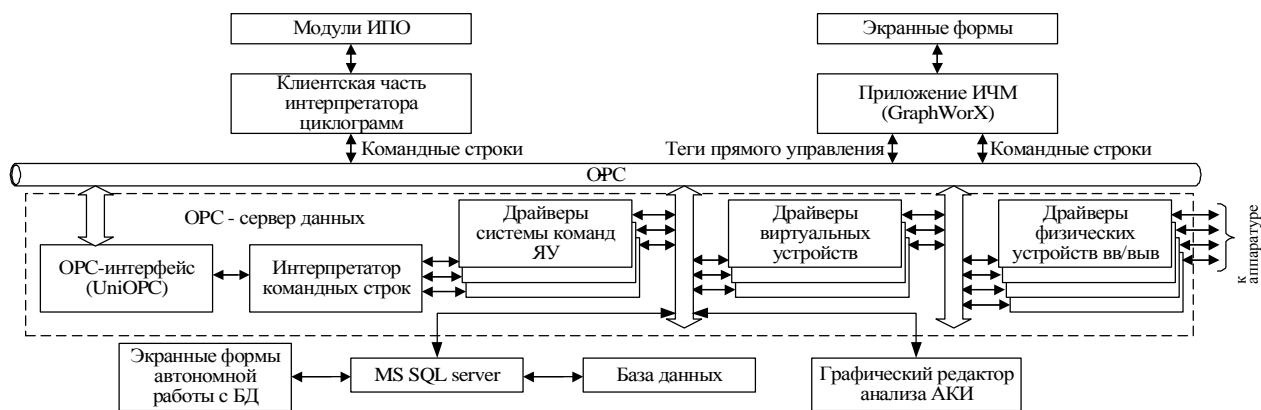 Модули ИПО
Экранные формы
Клиентская часть
интерпретатора
циклограмм
Приложение ИЧМ
(GraphWorX)
Командные строки
Теги прямого управления
Командные строки
OPC
OPC - сервер данных
Драйверы
системы команд
ЯУ
Драйверы
виртуальных
устройств
Драйверы
физических
устройств вв/выв
к
аппаратуре
OPC-интерфейс
(UniOPC)
Интерпретатор
командных строк
Экранные формы
автономной
работы с БД
MS SQL server
База данных
Графический редактор
анализа АКИ